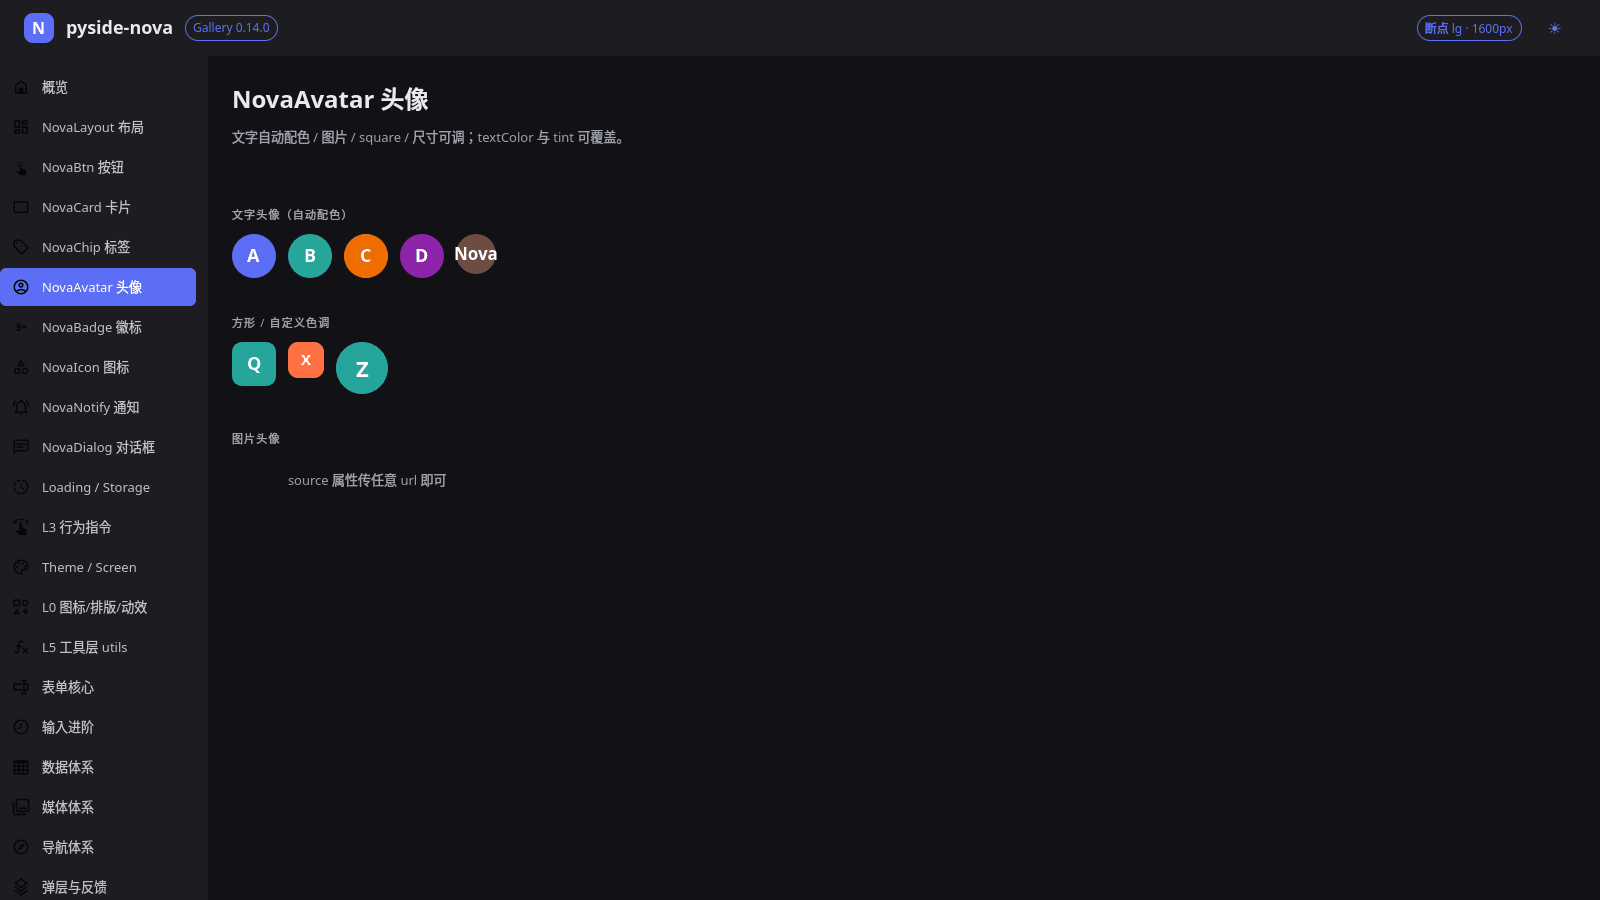 N pyside-nova Gallery 0.14.0 断点 lg · 1600px
概览
NovaLayout 布局
NovaBtn 按钮
NovaCard 卡片
NovaChip 标签
NovaAvatar 头像
NovaBadge 徽标
NovaIcon 图标
NovaNotify 通知
NovaDialog 对话框
Loading / Storage
L3 行为指令
Theme / Screen
L0 图标/排版/动效
L5 工具层 utils
表单核心
输入进阶
数据体系
媒体体系
导航体系
弹层与反馈
NovaAvatar 头像
文字自动配色 / 图片 / square / 尺寸可调；textColor 与 tint 可覆盖。
文字头像（自动配色）
A B C D Nova
方形 / 自定义色调
Q X Z
图片头像
source 属性传任意 url 即可